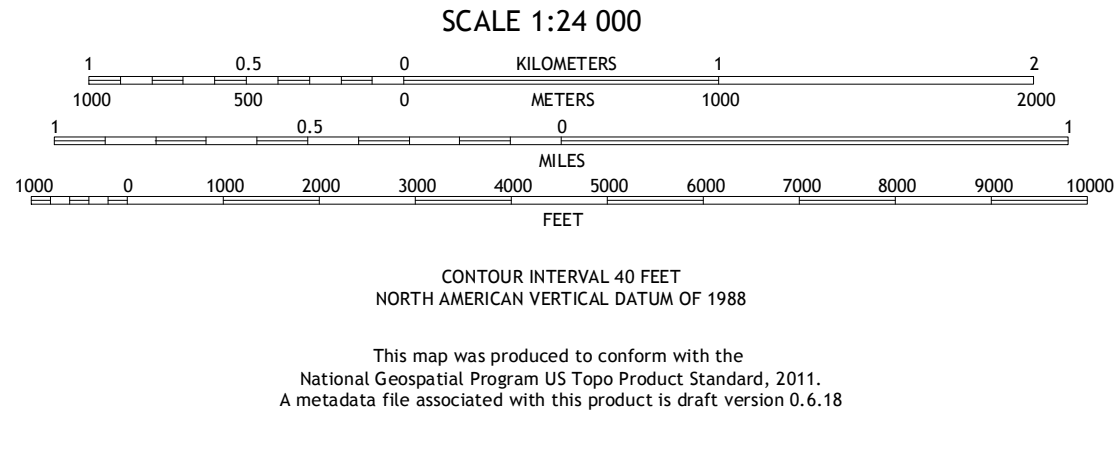 SCALE 1:24 000
1 0.5 0 KILOMETERS 1 2
1000 500 0 METERS 1000 2000
1 0.5 0 1
MILES
1000 0 1000 2000 3000 4000 5000 6000 7000 8000 9000 10000
FEET
CONTOUR INTERVAL 40 FEET
NORTH AMERICAN VERTICAL DATUM OF 1988
This map was produced to conform with the
National Geospatial Program US Topo Product Standard, 2011.
A metadata file associated with this product is draft version 0.6.18